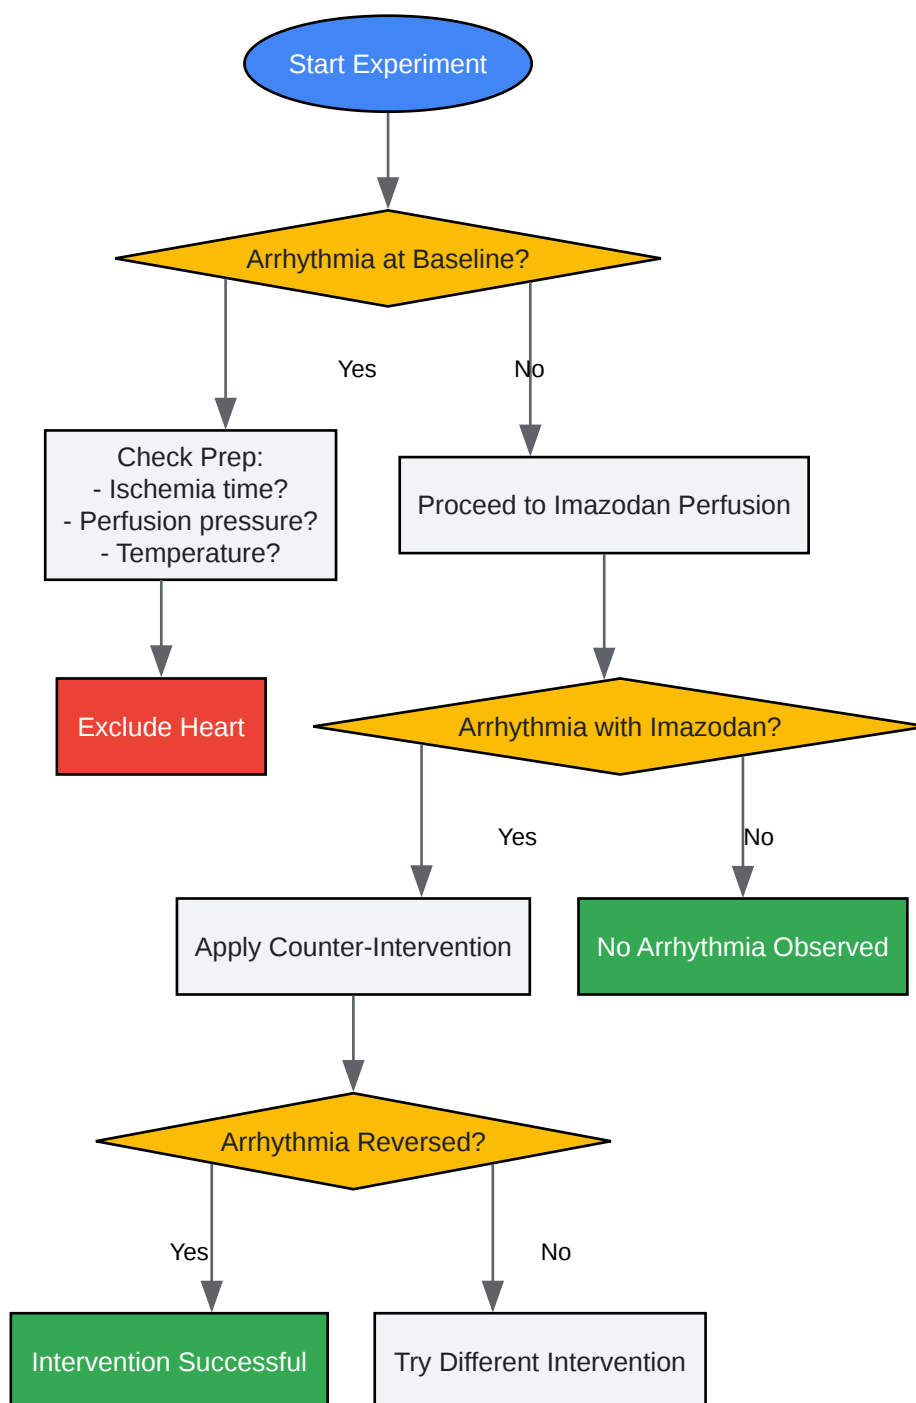 Start Experiment
Arrhythmia at Baseline?
Yes
No
Check Prep:
- Ischemia time?
- Perfusion pressure?
- Temperature?
Proceed to Imazodan Perfusion
Exclude Heart
Arrhythmia with Imazodan?
Yes
No
Apply Counter-Intervention
No Arrhythmia Observed
Arrhythmia Reversed?
Yes
No
Intervention Successful
Try Different Intervention